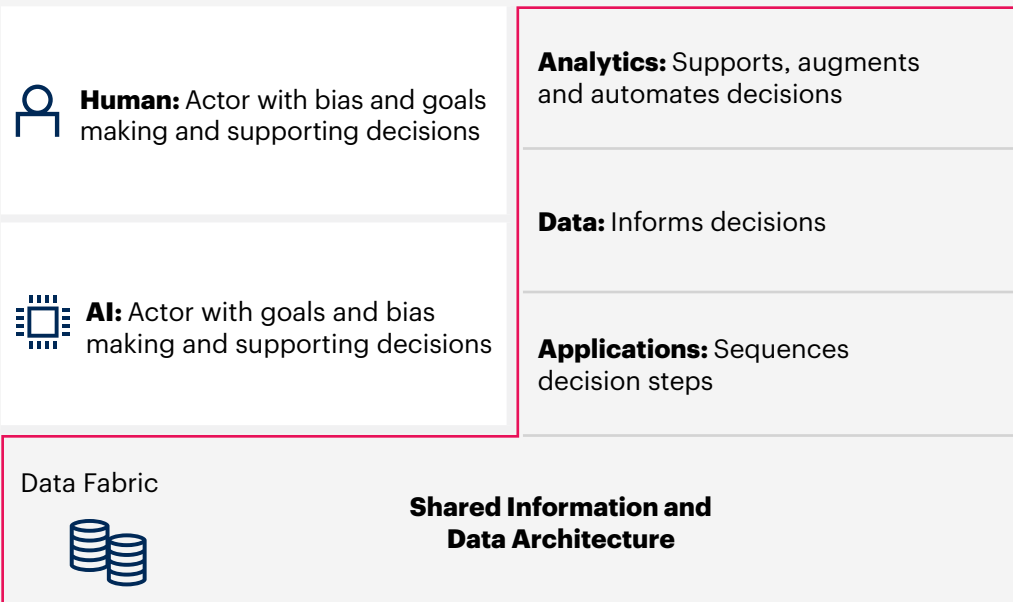 Human: Actor with bias and goals
making and supporting decisions
AI: Actor with goals and bias
making and supporting decisions
Analytics: Supports, augments
and automates decisions
Data: Informs decisions
Applications: Sequences
decision steps
Data Fabric
Shared Information and
Data Architecture